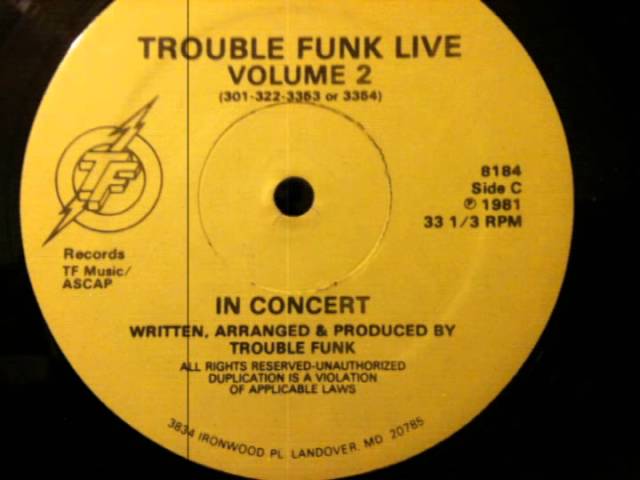 TROUBLE FUNK LIVE
VOLUME 2
(301-322-3353 or 3354)
TF
Records
TF Music/
ASCAP
8184
Side C
℗ 1981
33 1/3 RPM
IN CONCERT
WRITTEN, ARRANGED & PRODUCED BY
TROUBLE FUNK
ALL RIGHTS RESERVED-UNAUTHORIZED
DUPLICATION IS A VIOLATION
OF APPLICABLE LAWS
3834 IRONWOOD PL. LANDOVER, MD 20785